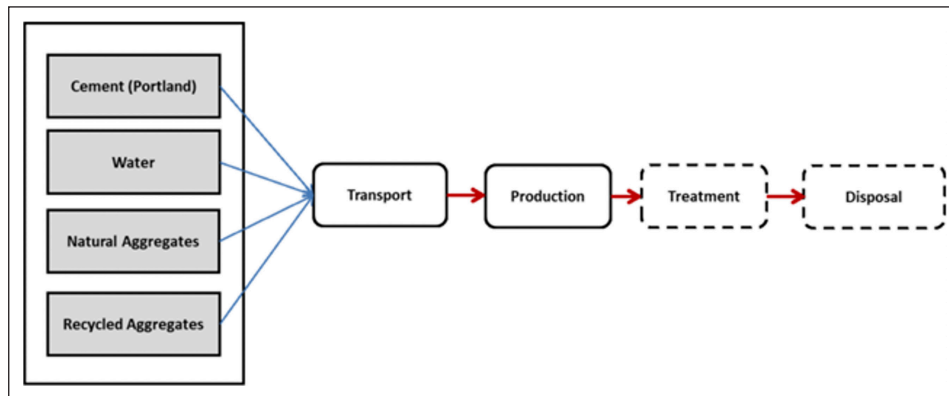 Cement (Portland)
Water
Natural Aggregates
Recycled Aggregates
Transport
Production
Treatment
Disposal